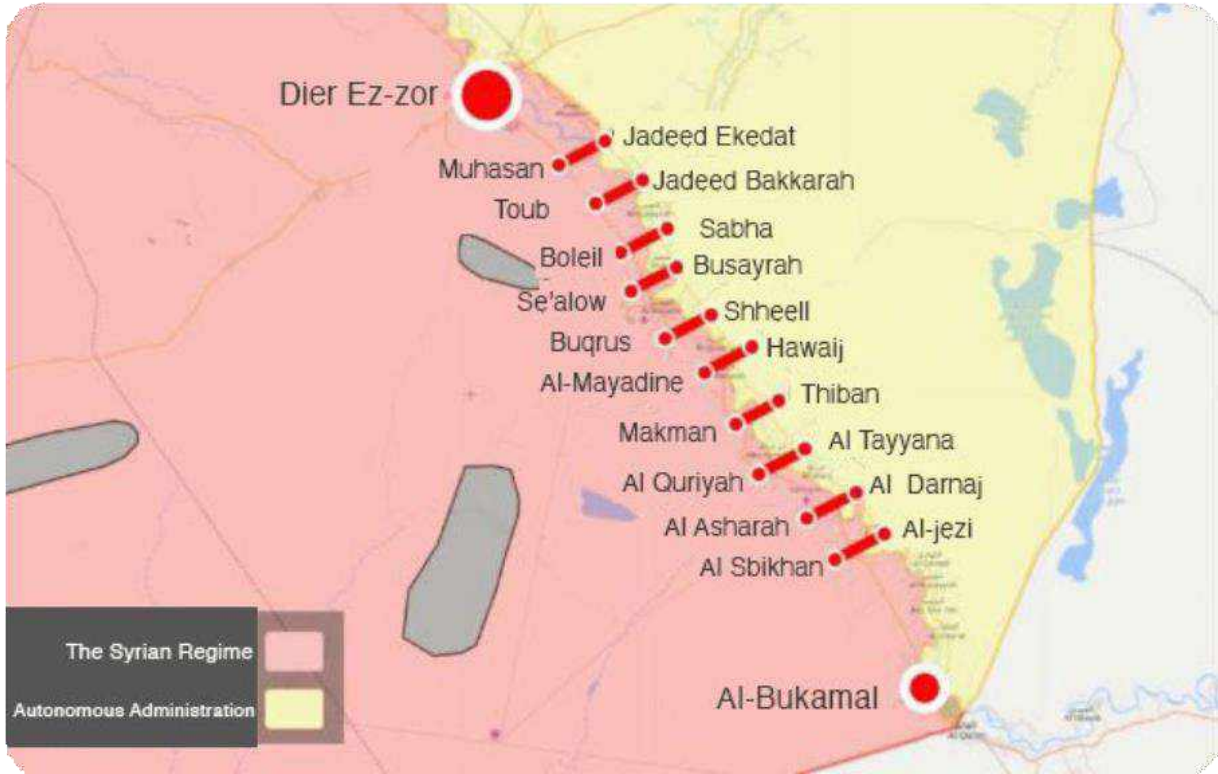 Dier Ez-zor
Jadeed Ekedat
Muhasan
Jadeed Bakkarah
Toub
Sabha
Boleil
Busayrah
Se'alow
Shheell
Buqrus
Hawaij
Al-Mayadine
Thiban
Makman
Al Tayyana
Al Quriyah
Al Darnaj
Al Asharah
Al-jezi
Al Sbikhan
The Syrian Regime
Autonomous Administration
Al-Bukamal